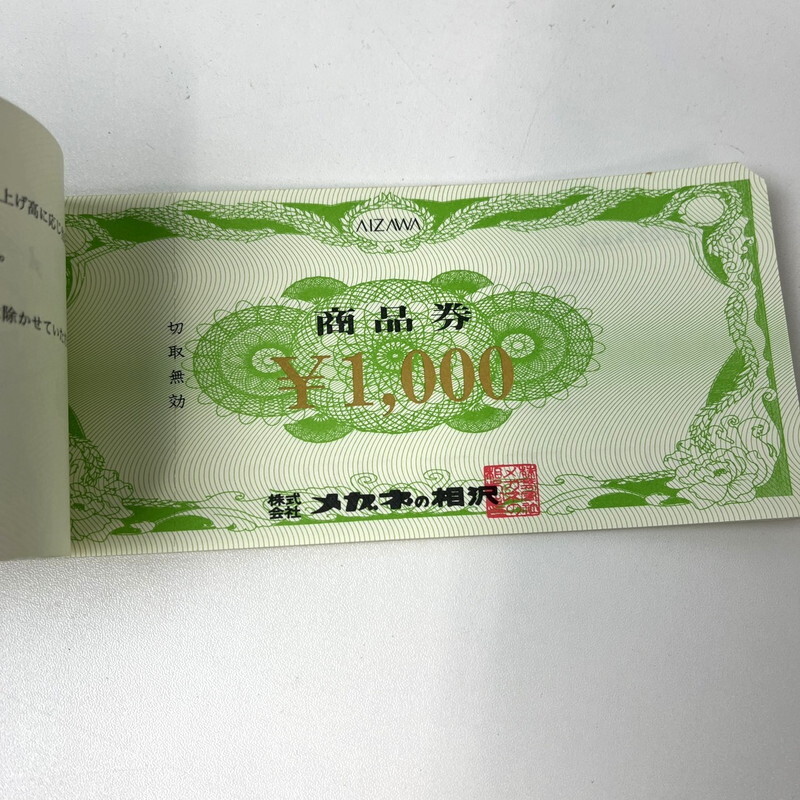 上げ高に応じ
。
除かせていた
AIZAWA
商品券
¥1,000
切取無効
株式会社 メガネの相沢